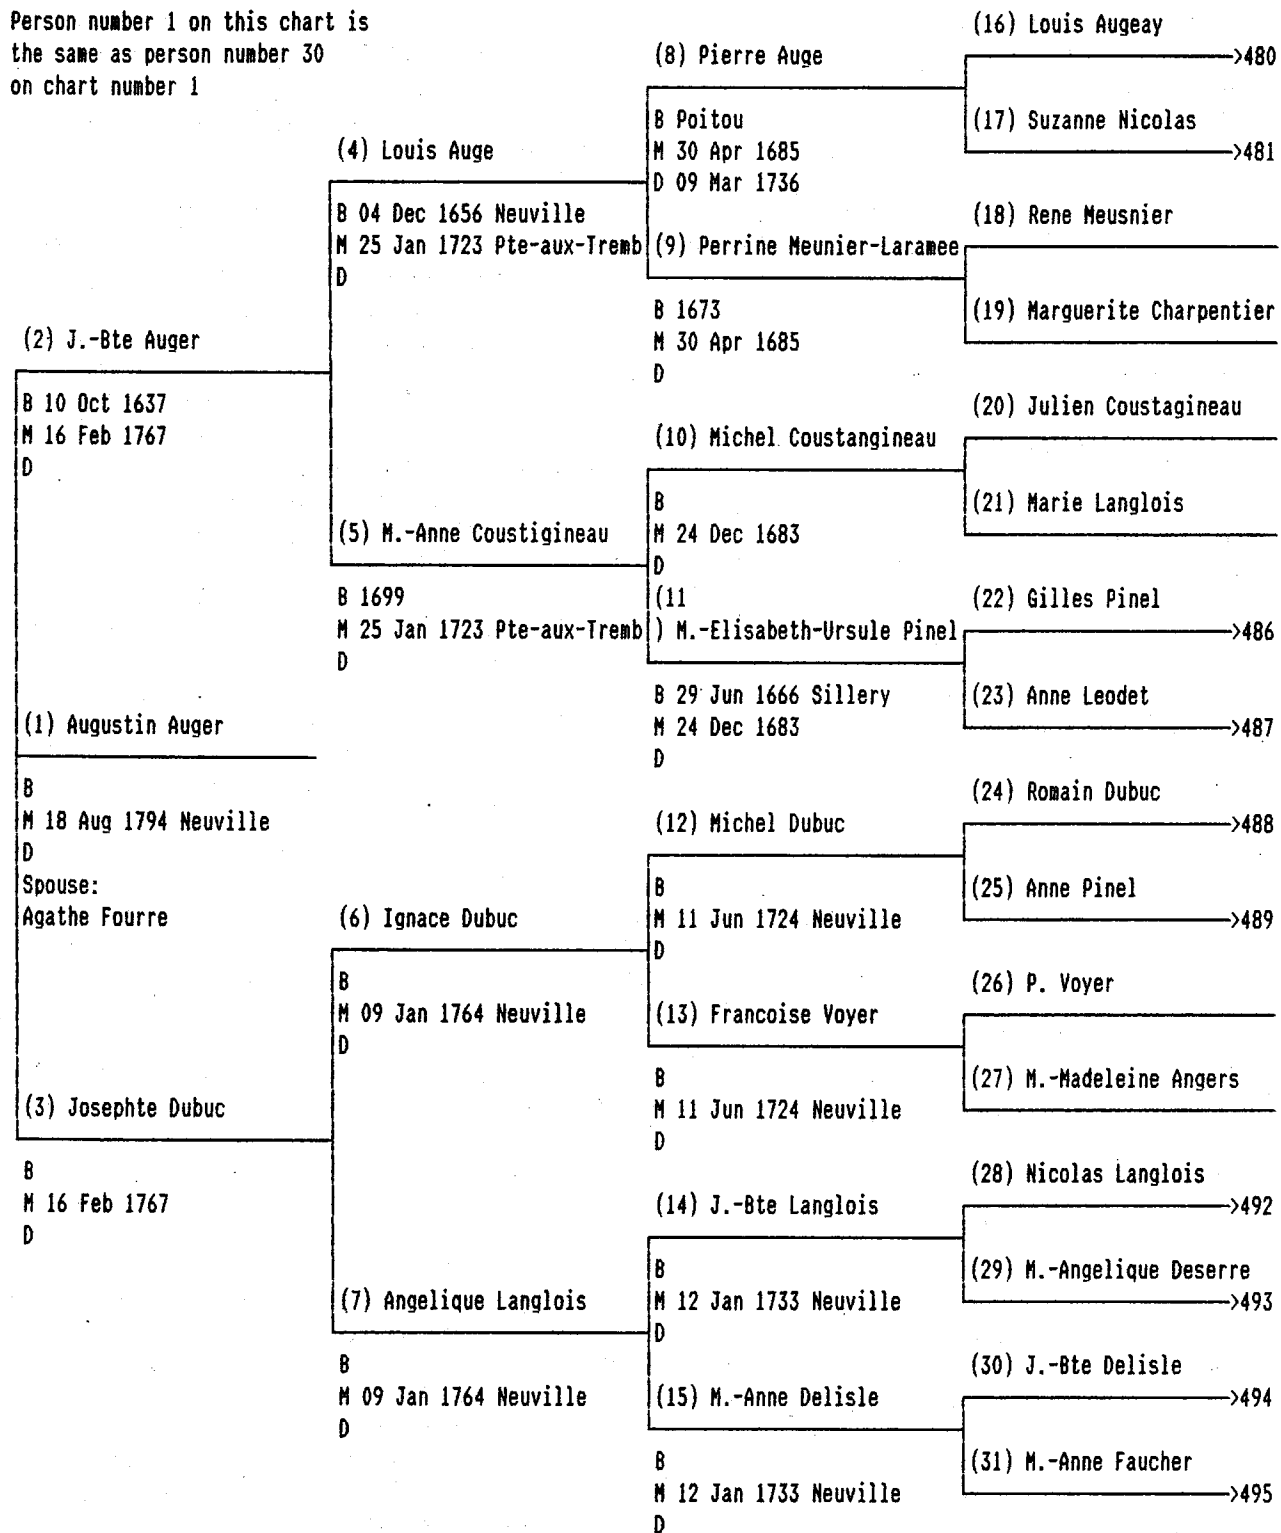 Person number 1 on this chart is
the same as person number 30
on chart number 1
(16) Louis Augeay
>480
(8) Pierre Auge
B Poitou
M 30 Apr 1685
D 09 Mar 1736
(17) Suzanne Nicolas
>481
(4) Louis Auge
B 04 Dec 1656 Neuville
M 25 Jan 1723 Pte-aux-Tremb
D
(18) Rene Meusnier
(9) Perrine Meunier-Laramee
B 1673
M 30 Apr 1685
D
(19) Marguerite Charpentier
(2) J.-Bte Auger
B 10 Oct 1637
M 16 Feb 1767
D
(20) Julien Coustagineau
(10) Michel Coustangineau
B
M 24 Dec 1683
D
(21) Marie Langlois
(5) M.-Anne Coustigineau
B 1699
M 25 Jan 1723 Pte-aux-Tremb
D
(22) Gilles Pinel
>486
(11
) M.-Elisabeth-Ursule Pinel
B 29 Jun 1666 Sillery
M 24 Dec 1683
D
(23) Anne Leodet
>487
(1) Augustin Auger
B
M 18 Aug 1794 Neuville
D
Spouse:
Agathe Fourre
(24) Romain Dubuc
>488
(12) Michel Dubuc
B
M 11 Jun 1724 Neuville
D
(25) Anne Pinel
>489
(6) Ignace Dubuc
B
M 09 Jan 1764 Neuville
D
(26) P. Voyer
(13) Francoise Voyer
B
M 11 Jun 1724 Neuville
D
(27) M.-Madeleine Angers
(3) Josephte Dubuc
B
M 16 Feb 1767
D
(28) Nicolas Langlois
>492
(14) J.-Bte Langlois
B
M 12 Jan 1733 Neuville
D
(29) M.-Angelique Deserre
>493
(7) Angelique Langlois
B
M 09 Jan 1764 Neuville
D
(30) J.-Bte Delisle
>494
(15) M.-Anne Delisle
B
M 12 Jan 1733 Neuville
D
(31) M.-Anne Faucher
>495